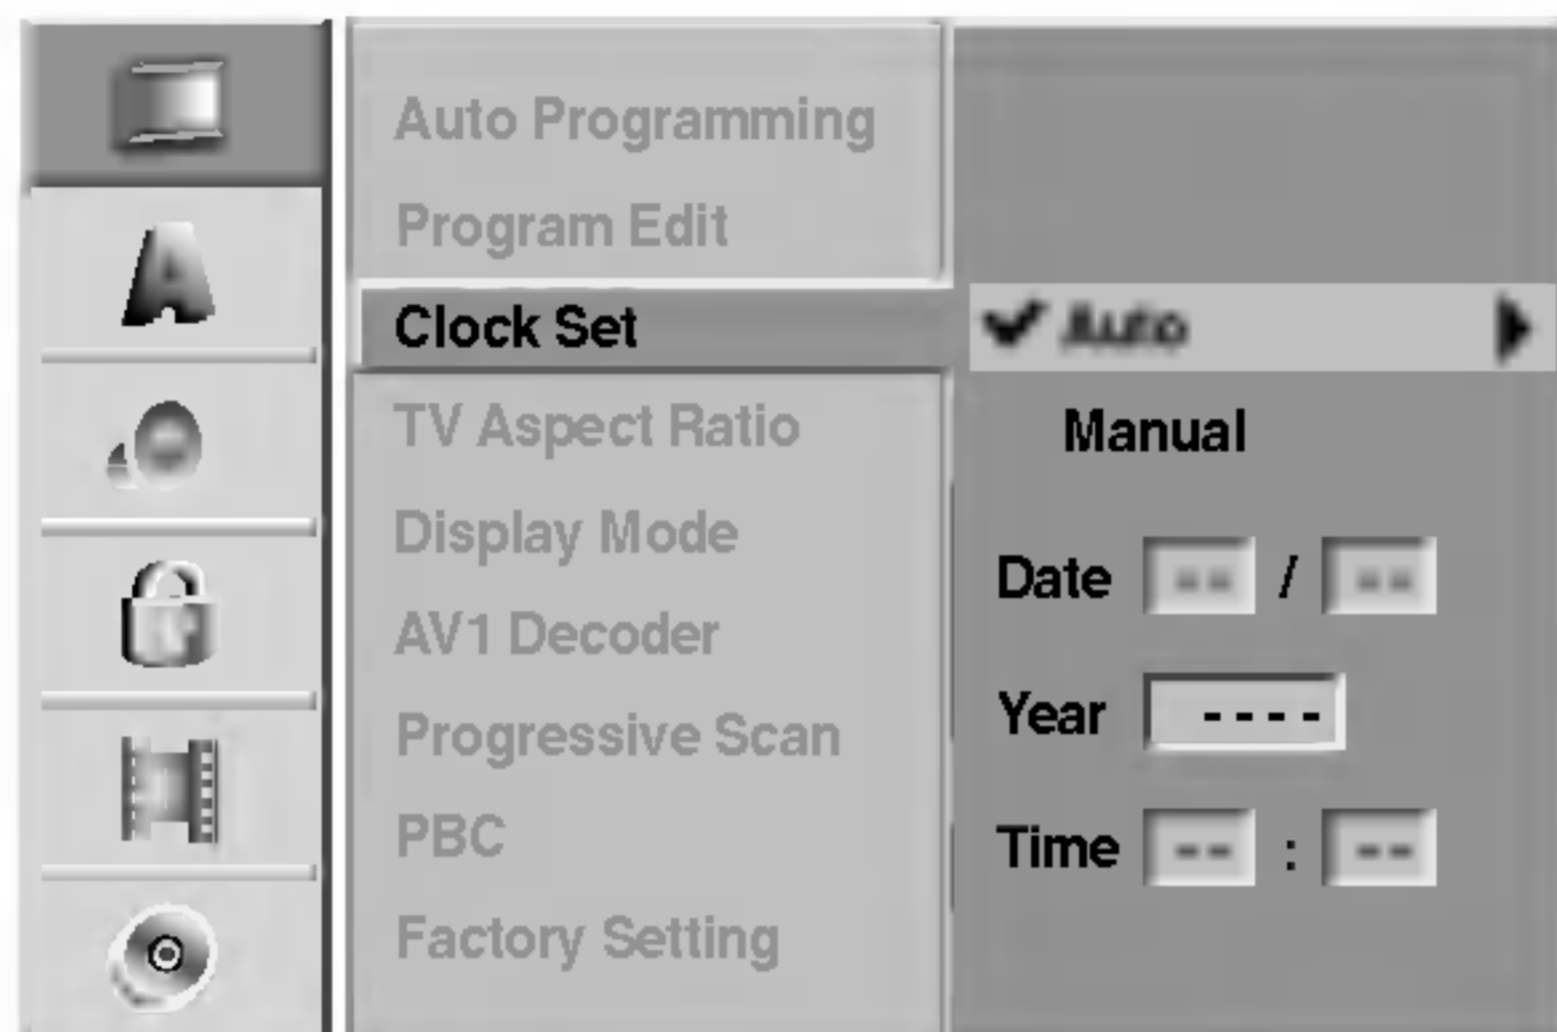 Auto Programming
Program Edit
Clock Set
✔ Auto ▶
Manual
TV Aspect Ratio
Display Mode
AV1 Decoder
Progressive Scan
PBC
Factory Setting
Date -- / --
Year ----
Time -- : --